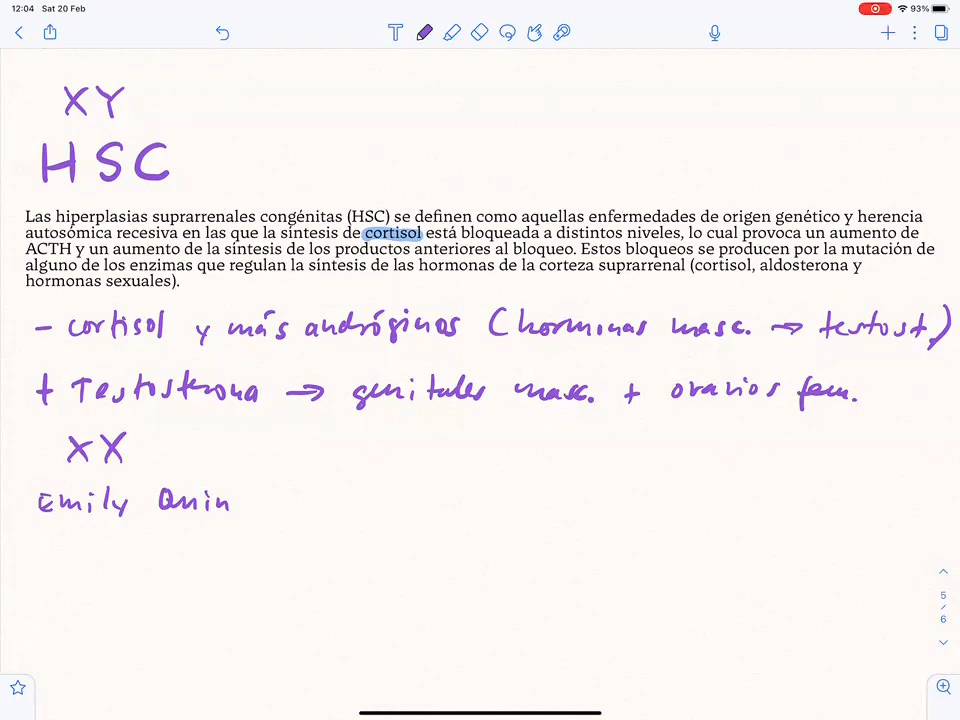 12:04 Sat 20 Feb
93%
XY
HSC
Las hiperplasias suprarrenales congénitas (HSC) se definen como aquellas enfermedades de origen genético y herencia
autosómica recesiva en las que la síntesis de cortisol está bloqueada a distintos niveles, lo cual provoca un aumento de
ACTH y un aumento de la síntesis de los productos anteriores al bloqueo. Estos bloqueos se producen por la mutación de
alguno de los enzimas que regulan la síntesis de las hormonas de la corteza suprarrenal (cortisol, aldosterona y
hormonas sexuales).
- cortisol y más andróginos (horminas masc. → testost.)
+ Testosterona → genitales masc. + ovarios fem.
XX
Emily Quin
5
/
6